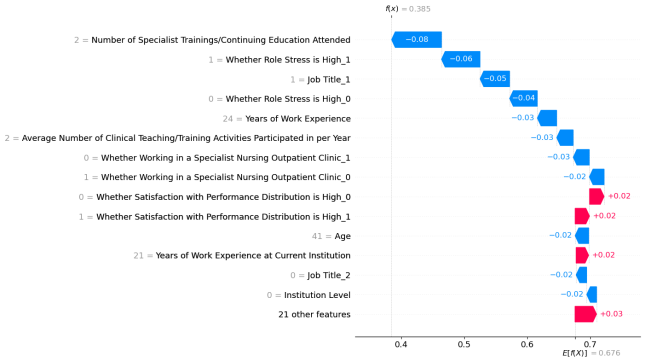 f(x) = 0.385
2 = Number of Specialist Trainings/Continuing Education Attended
−0.08
1 = Whether Role Stress is High_1
−0.06
1 = Job Title_1
−0.05
0 = Whether Role Stress is High_0
−0.04
24 = Years of Work Experience
−0.03
2 = Average Number of Clinical Teaching/Training Activities Participated in per Year
−0.03
0 = Whether Working in a Specialist Nursing Outpatient Clinic_1
−0.03
1 = Whether Working in a Specialist Nursing Outpatient Clinic_0
−0.02
0 = Whether Satisfaction with Performance Distribution is High_0
+0.02
1 = Whether Satisfaction with Performance Distribution is High_1
+0.02
41 = Age
−0.02
21 = Years of Work Experience at Current Institution
+0.02
0 = Job Title_2
−0.02
0 = Institution Level
−0.02
21 other features
+0.03
0.4 0.5 0.6 0.7
E[f(X)] = 0.676